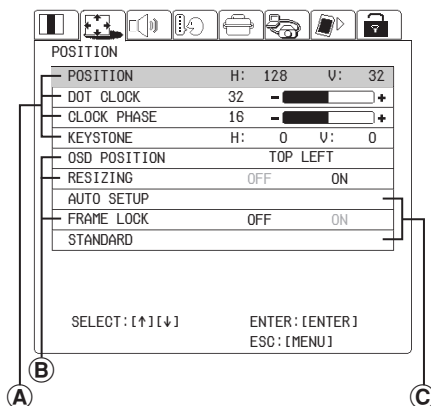 POSITION
POSITION H: 128 V: 32
DOT CLOCK 32 - +
CLOCK PHASE 16 - +
KEYSTONE H: 0 V: 0
OSD POSITION TOP LEFT
RESIZING OFF ON
AUTO SETUP
FRAME LOCK OFF ON
STANDARD
SELECT:[↑][↓] ENTER:[ENTER]
ESC:[MENU]
B
A C